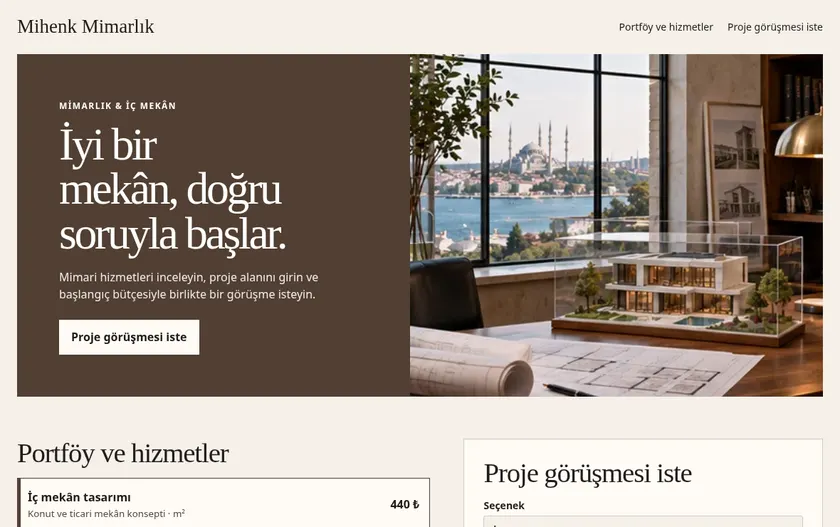 Mihenk Mimarlık
Portföy ve hizmetler
Proje görüşmesi iste
MİMARLIK & İÇ MEKÂN
İyi bir
mekân, doğru
soruyla başlar.
Mimari hizmetleri inceleyin, proje alanını girin ve
başlangıç bütçesiyle birlikte bir görüşme isteyin.
Proje görüşmesi iste
Portföy ve hizmetler
İç mekân tasarımı
Konut ve ticari mekân konsepti · m²
440 ₺
Proje görüşmesi iste
Seçenek